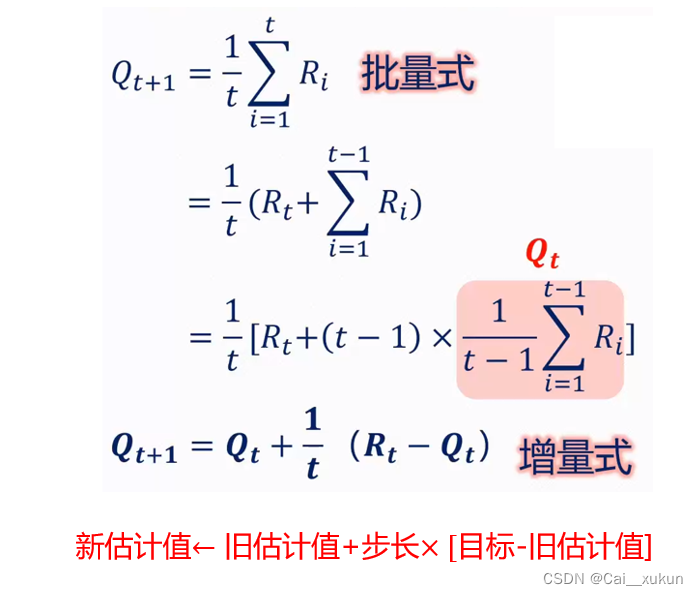 Q_{t+1} = \frac{1}{t} \sum_{i=1}^{t} R_i 批量式
= \frac{1}{t} (R_t + \sum_{i=1}^{t-1} R_i)
Q_t
= \frac{1}{t} [R_t + (t − 1) × \frac{1}{t − 1} \sum_{i=1}^{t-1} R_i]
Q_{t+1} = Q_t + \frac{1}{t} (R_t − Q_t) 增量式
新估计值← 旧估计值+步长× [目标-旧估计值]
CSDN @Cai__xukun